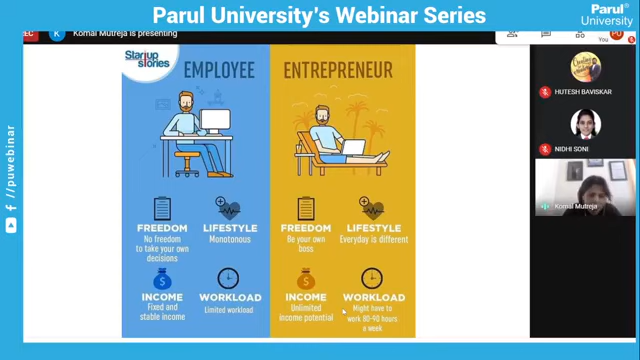 Parul University's Webinar Series
Parul®
University
REC
K
Komal Mutreja is presenting
You
PU
Startup
stories
EMPLOYEE
ENTREPRENEUR
FREEDOM
No freedom
to take your own
decisions
LIFESTYLE
Monotonous
FREEDOM
Be your own
boss
LIFESTYLE
Everyday is different
INCOME
Fixed and
stable income
WORKLOAD
Limited workload
INCOME
Unlimited
income potential
WORKLOAD
Might have to
work 80-90 hours
a week
HUTESH BAVISKAR
NIDHI SONI
Komal Mutreja
//puwebinar